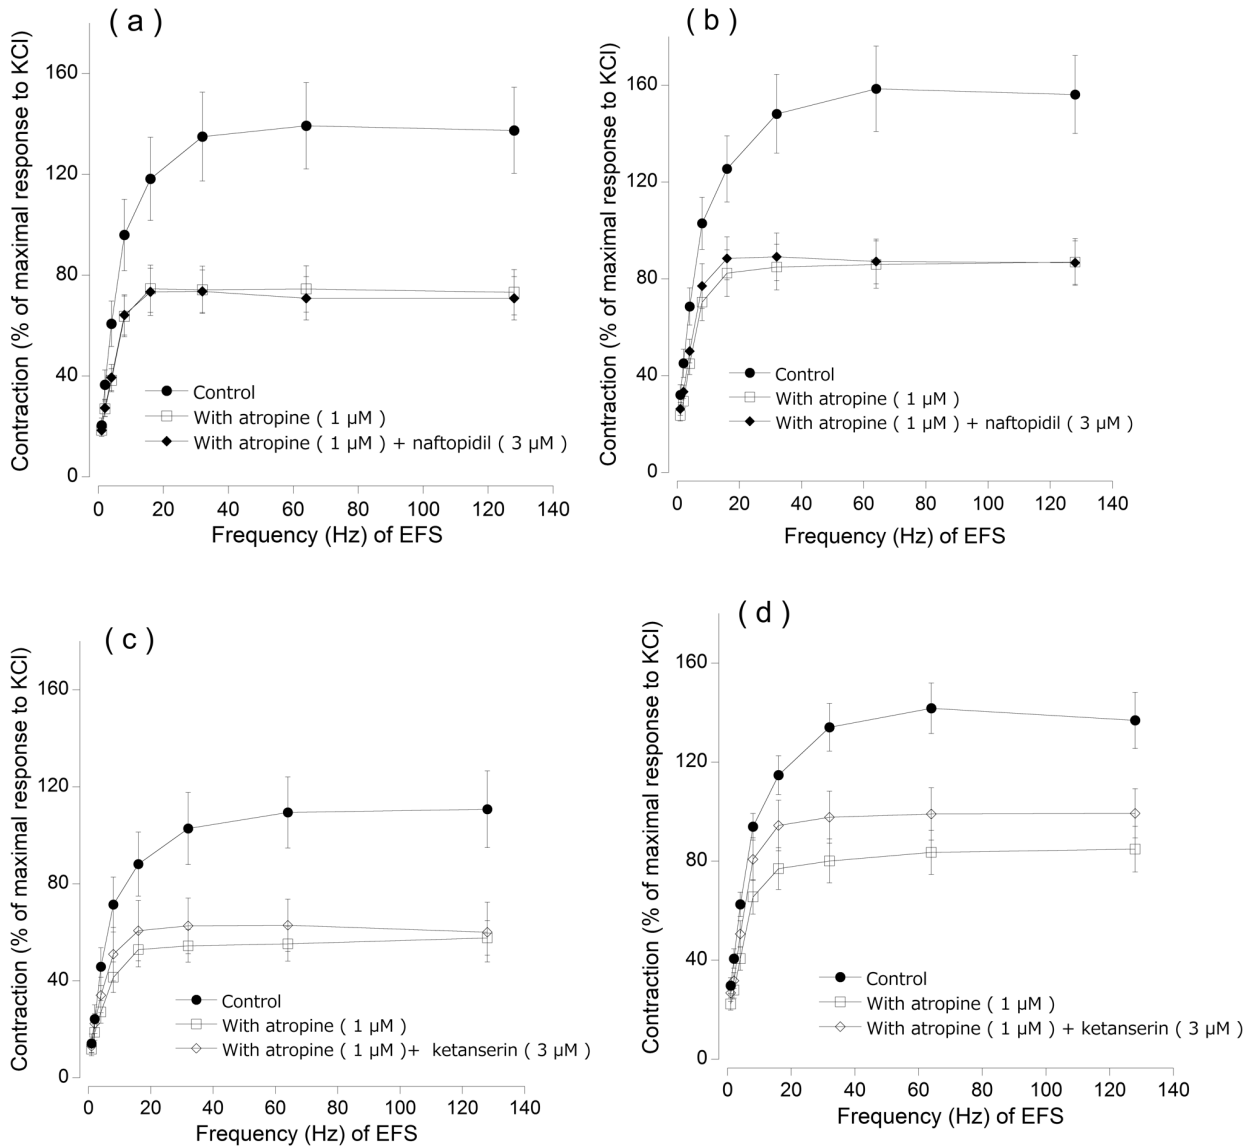 ( a )
Contraction (% of maximal response to KCl)
160
120
80
40
0
Control
With atropine ( 1 µM )
With atropine ( 1 µM ) + naftopidil ( 3 µM )
0 20 40 60 80 100 120 140
Frequency (Hz) of EFS
( b )
Contraction (% of maximal response to KCl)
160
120
80
40
0
Control
With atropine ( 1 µM )
With atropine ( 1 µM ) + naftopidil ( 3 µM )
0 20 40 60 80 100 120 140
Frequency (Hz) of EFS
( c )
Contraction (% of maximal response to KCl)
160
120
80
40
0
Control
With atropine ( 1 µM )
With atropine ( 1 µM )+ ketanserin ( 3 µM )
0 20 40 60 80 100 120 140
Frequency (Hz) of EFS
( d )
Contraction (% of maximal response to KCl)
160
120
80
40
0
Control
With atropine ( 1 µM )
With atropine ( 1 µM ) + ketanserin ( 3 µM )
0 20 40 60 80 100 120 140
Frequency (Hz) of EFS